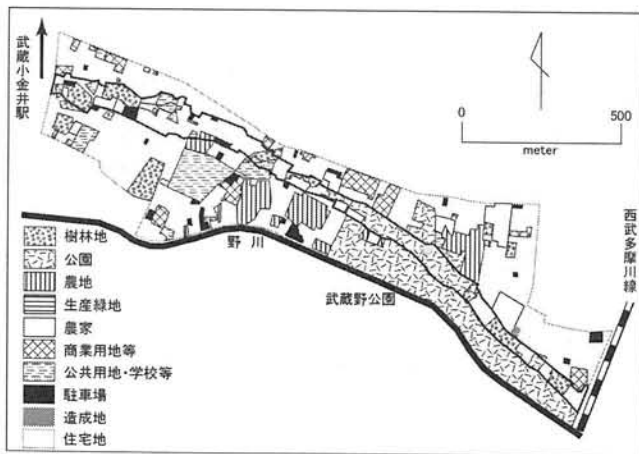 武蔵小金井駅
0
500
meter
西武多摩川線
野川
武蔵野公園
樹林地
公園
農地
生産緑地
農家
商業用地等
公共用地・学校等
駐車場
造成地
住宅地